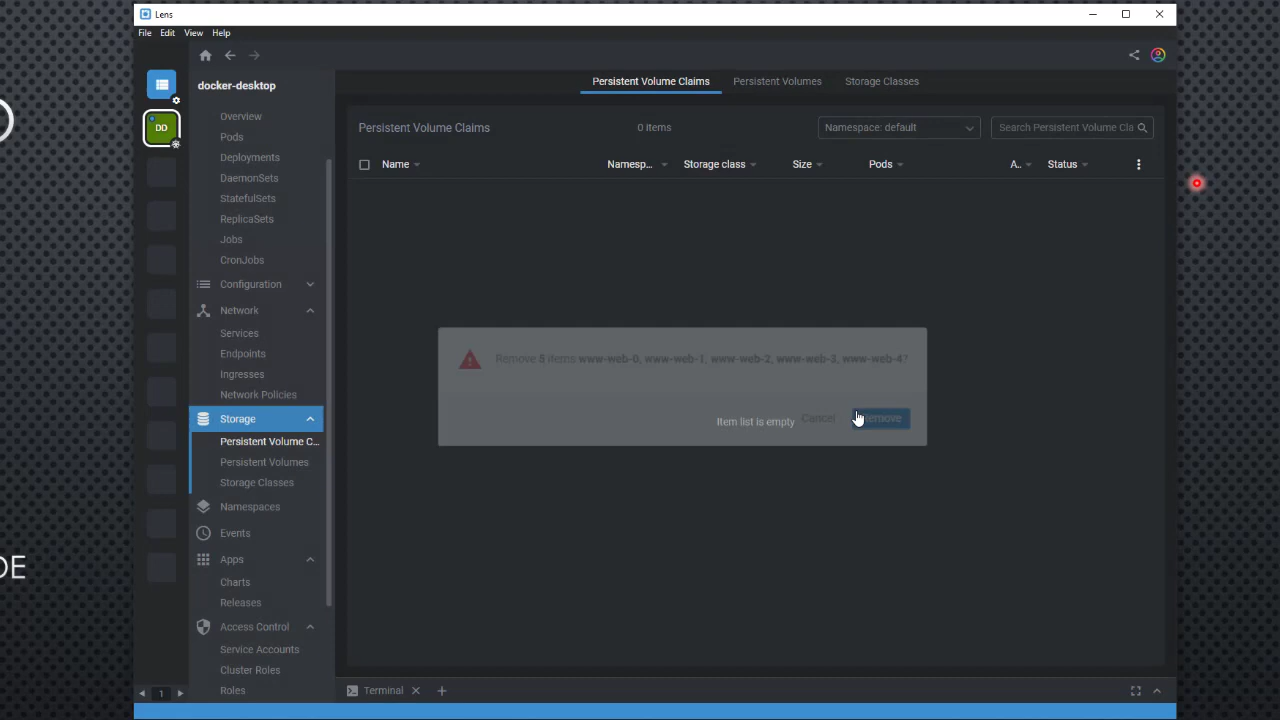 Lens
File Edit View Help
docker-desktop
DD
Overview
Pods
Deployments
DaemonSets
StatefulSets
ReplicaSets
Jobs
CronJobs
Configuration
Network
Services
Endpoints
Ingresses
Network Policies
Storage
Persistent Volume C...
Persistent Volumes
Storage Classes
Namespaces
Events
Apps
Charts
Releases
Access Control
Service Accounts
Cluster Roles
Roles
1
Persistent Volume Claims Persistent Volumes Storage Classes
Persistent Volume Claims 0 items Namespace: default Search Persistent Volume Cla
Name Namesp... Storage class Size Pods A.. Status
Remove 5 items www-web-0, www-web-1, www-web-2, www-web-3, www-web-4?
Item list is empty
Cancel Remove
Terminal
DE